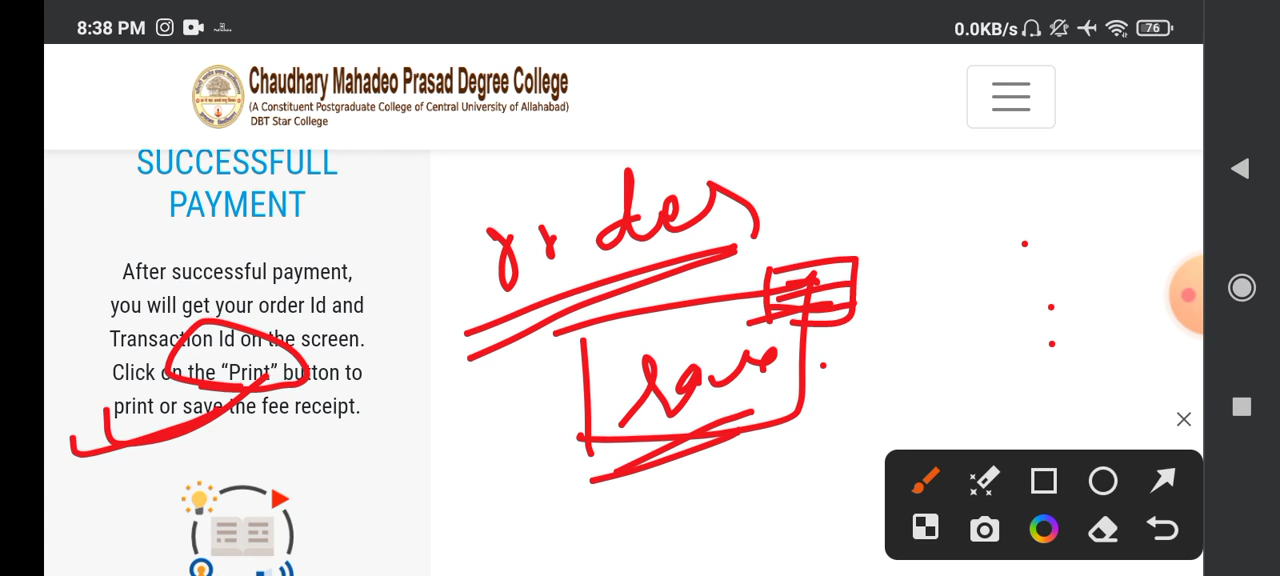 8:38 PM
0.0KB/s
76
Chaudhary Mahadeo Prasad Degree College
(A Constituent Postgraduate College of Central University of Allahabad)
DBT Star College
SUCCESSFULL
PAYMENT
After successful payment,
you will get your order Id and
Transaction Id on the screen.
Click on the “Print” button to
print or save the fee receipt.
save